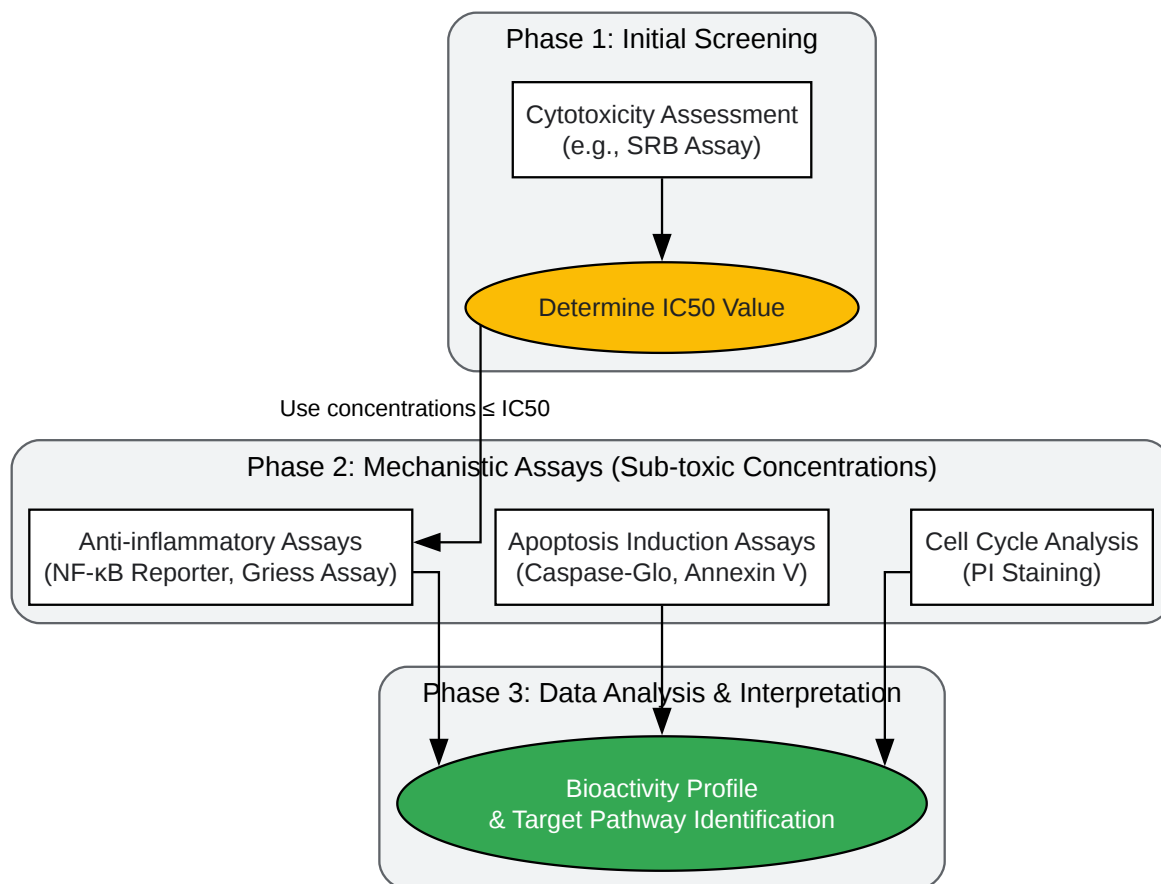 Phase 1: Initial Screening
Cytotoxicity Assessment
(e.g., SRB Assay)
Determine IC50 Value
Use concentrations ≤ IC50
Phase 2: Mechanistic Assays (Sub-toxic Concentrations)
Anti-inflammatory Assays
(NF-κB Reporter, Griess Assay)
Apoptosis Induction Assays
(Caspase-Glo, Annexin V)
Cell Cycle Analysis
(PI Staining)
Phase 3: Data Analysis & Interpretation
Bioactivity Profile
& Target Pathway Identification